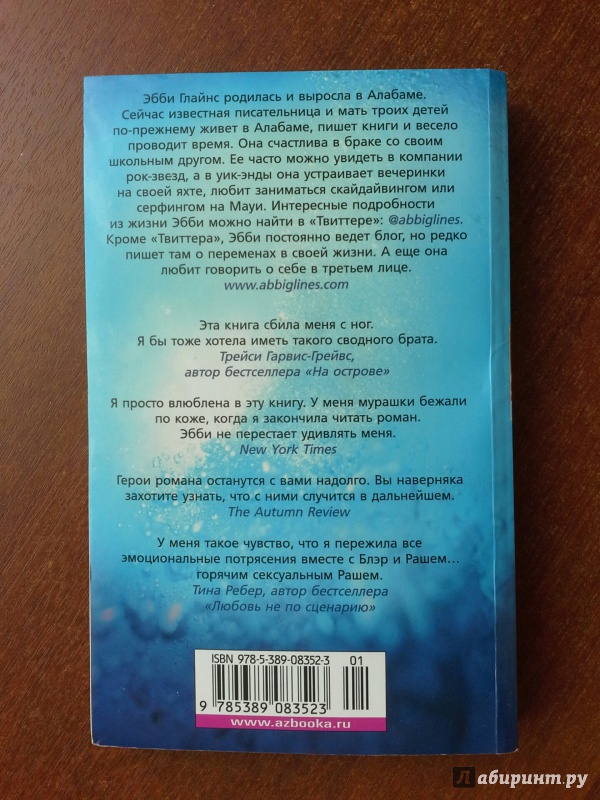 Эбби Глайнс родилась и выросла в Алабаме.
Сейчас известная писательница и мать троих детей
по-прежнему живет в Алабаме, пишет книги и весело
проводит время. Она счастлива в браке со своим
школьным другом. Ее часто можно увидеть в компании
рок-звезд, а в уик-энды она устраивает вечеринки
на своей яхте, любит заниматься скайдайвингом или
серфингом на Мауи. Интересные подробности
из жизни Эбби можно найти в «Твиттере»: @abbiglines.
Кроме «Твиттера», Эбби постоянно ведет блог, но редко
пишет там о переменах в своей жизни. А еще она
любит говорить о себе в третьем лице.
www.abbiglines.com
Эта книга сбила меня с ног.
Я бы тоже хотела иметь такого сводного брата.
Трейси Гарвис-Грейвс,
автор бестселлера «На острове»
Я просто влюблена в эту книгу. У меня мурашки бежали
по коже, когда я закончила читать роман.
Эбби не перестает удивлять меня.
New York Times
Герои романа останутся с вами надолго. Вы наверняка
захотите узнать, что с ними случится в дальнейшем.
The Autumn Review
У меня такое чувство, что я пережила все
эмоциональные потрясения вместе с Блэр и Рашем...
горячим сексуальным Рашем.
Тина Ребер, автор бестселлера
«Любовь не по сценарию»
ISBN 978-5-389-08352-3 01
9 785389 083523
www.azbooka.ru
Лабиринт.ру